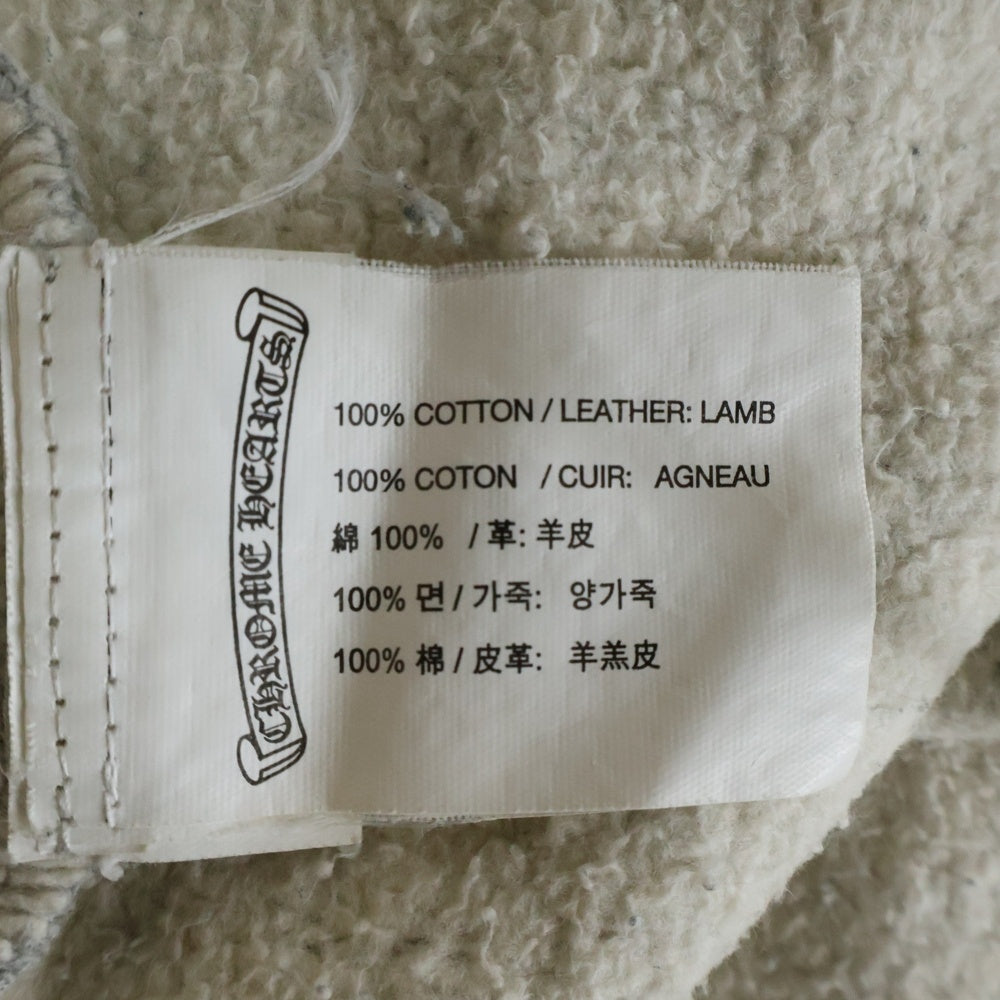 CHROME HEARTS
100% COTTON / LEATHER: LAMB
100% COTON / CUIR: AGNEAU
綿 100% / 革: 羊皮
100% 면 / 가죽: 양가죽
100% 棉 / 皮革: 羊羔皮